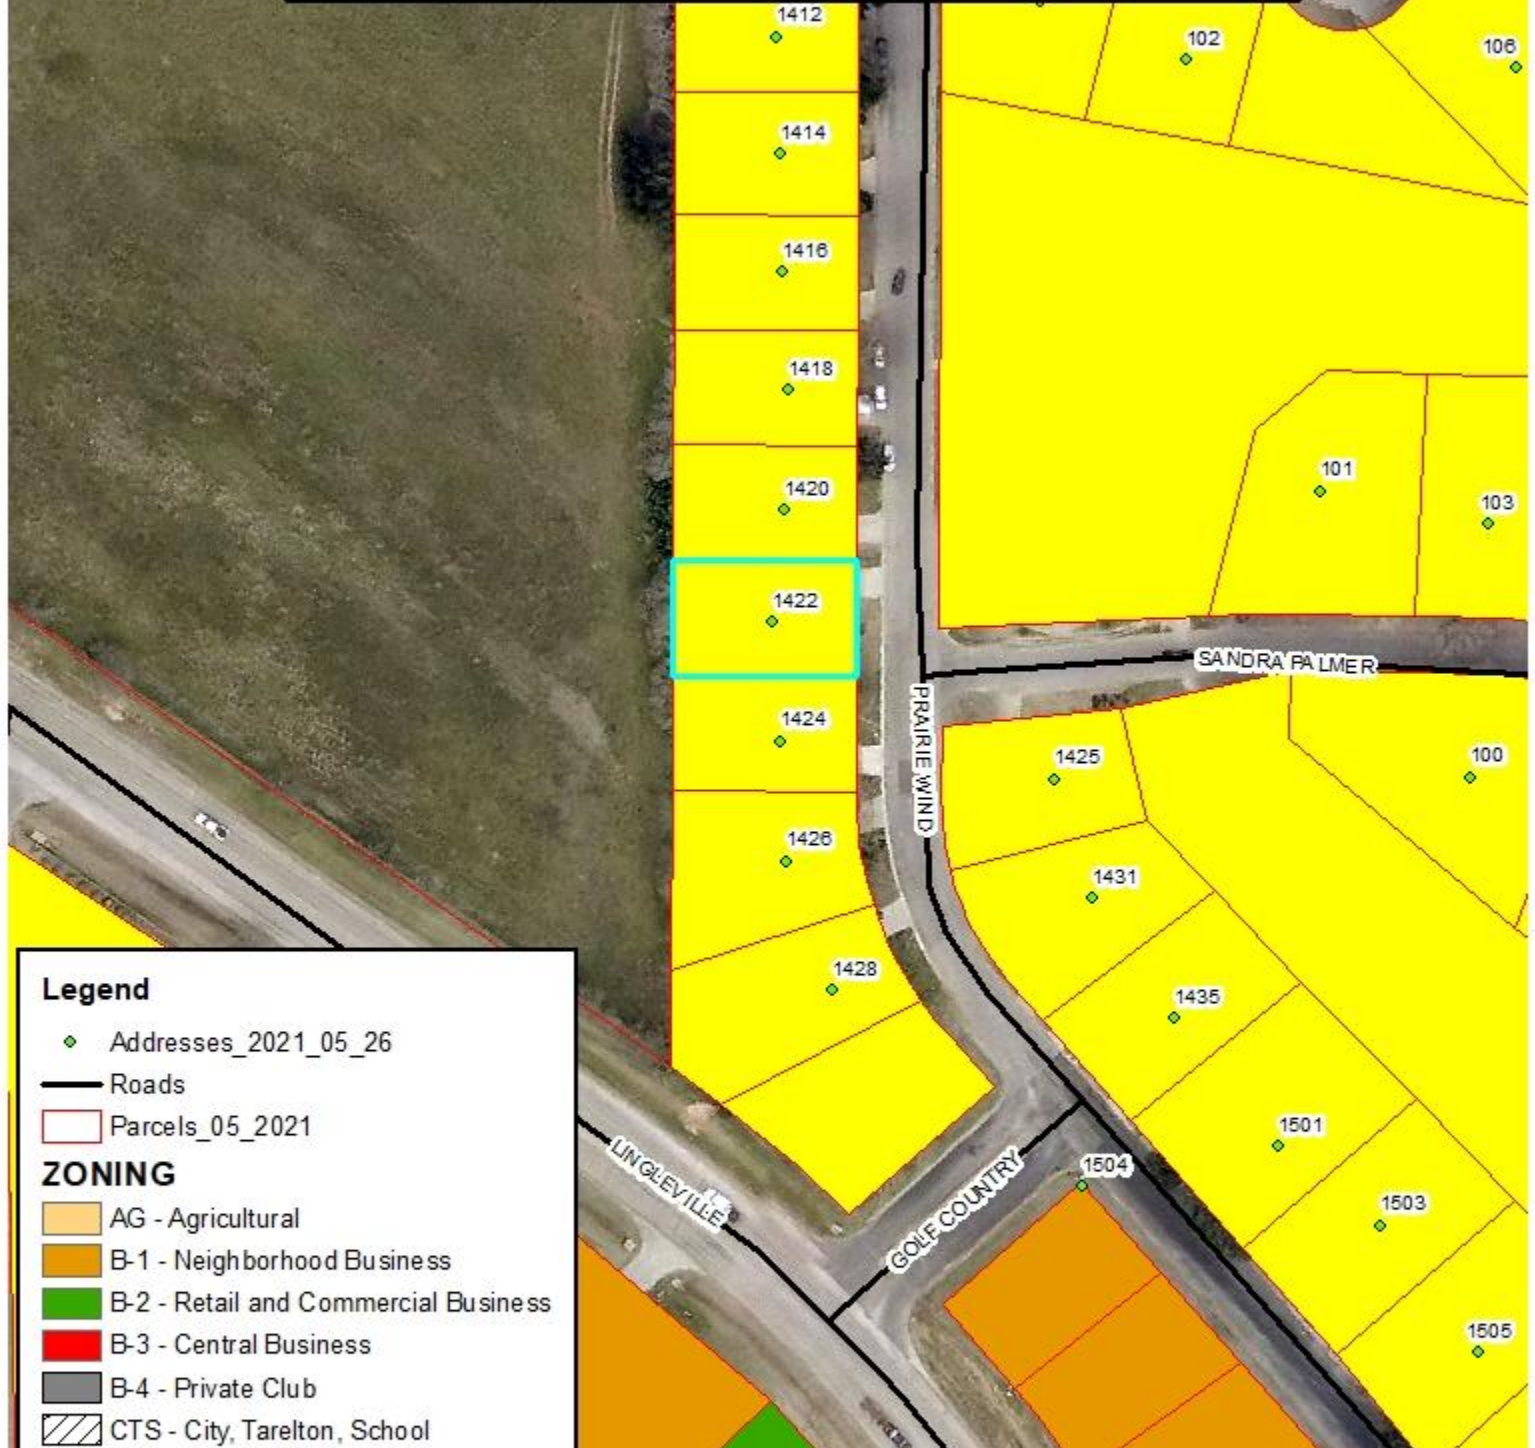 1412
102
106
1414
1416
1418
101
1420
103
1422
SANDRA PALMER
PRAIRIE WIND
1424
1425
100
1426
1431
1428
1435
1501
LINGLEVILLE
GOLF COUNTRY
1504
1503
1505
Legend
Addresses_2021_05_26
Roads
Parcels_05_2021
ZONING
AG - Agricultural
B-1 - Neighborhood Business
B-2 - Retail and Commercial Business
B-3 - Central Business
B-4 - Private Club
CTS - City, Tarelton, School